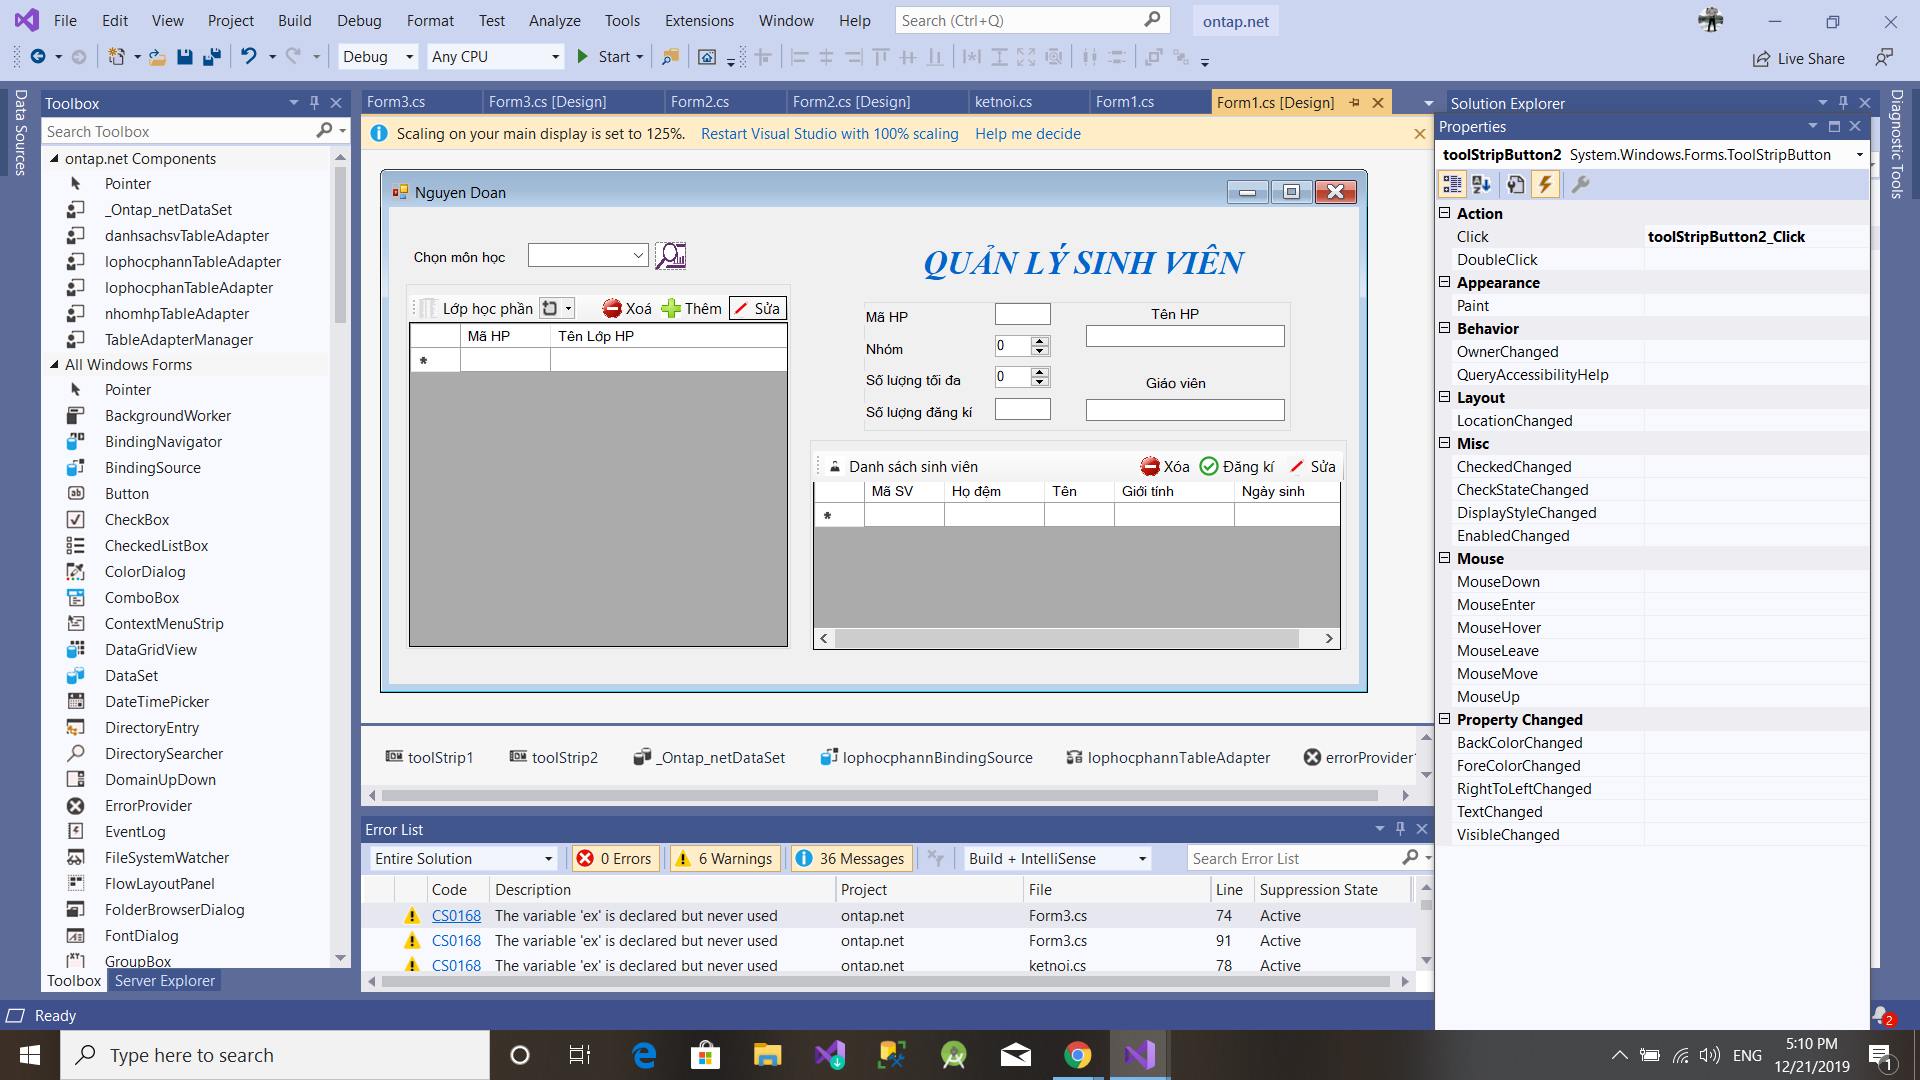 File Edit View Project Build Debug Format Test Analyze Tools Extensions Window Help Search (Ctrl+Q) ontap.net
Debug Any CPU Start Live Share
Data Sources
Toolbox
Search Toolbox
ontap.net Components
Pointer
_Ontap_netDataSet
danhsachsvTableAdapter
lophocphannTableAdapter
lophocphanTableAdapter
nhomhpTableAdapter
TableAdapterManager
All Windows Forms
Pointer
BackgroundWorker
BindingNavigator
BindingSource
Button
CheckBox
CheckedListBox
ColorDialog
ComboBox
ContextMenuStrip
DataGridView
DataSet
DateTimePicker
DirectoryEntry
DirectorySearcher
DomainUpDown
ErrorProvider
EventLog
FileSystemWatcher
FlowLayoutPanel
FolderBrowserDialog
FontDialog
GroupBox
Toolbox Server Explorer
Form3.cs Form3.cs [Design] Form2.cs Form2.cs [Design] ketnoi.cs Form1.cs Form1.cs [Design]
Scaling on your main display is set to 125%. Restart Visual Studio with 100% scaling Help me decide
Nguyen Doan
Chọn môn học
QUẢN LÝ SINH VIÊN
Lớp học phần Xoá Thêm Sửa
Mã HP Tên Lớp HP
*
Mã HP Tên HP
Nhóm 0
Số lượng tối đa 0 Giáo viên
Số lượng đăng kí
Danh sách sinh viên Xóa Đăng kí Sửa
Mã SV Họ đệm Tên Giới tính Ngày sinh
*
toolStrip1 toolStrip2 _Ontap_netDataSet lophocphannBindingSource lophocphannTableAdapter errorProvider1
Error List
Entire Solution 0 Errors 6 Warnings 36 Messages Build + IntelliSense Search Error List
Code Description Project File Line Suppression State
CS0168 The variable 'ex' is declared but never used ontap.net Form3.cs 74 Active
CS0168 The variable 'ex' is declared but never used ontap.net Form3.cs 91 Active
CS0168 The variable 'ex' is declared but never used ontap.net ketnoi.cs 78 Active
Solution Explorer
Properties
toolStripButton2 System.Windows.Forms.ToolStripButton
Action
Click toolStripButton2_Click
DoubleClick
Appearance
Paint
Behavior
OwnerChanged
QueryAccessibilityHelp
Layout
LocationChanged
Misc
CheckedChanged
CheckStateChanged
DisplayStyleChanged
EnabledChanged
Mouse
MouseDown
MouseEnter
MouseHover
MouseLeave
MouseMove
MouseUp
Property Changed
BackColorChanged
ForeColorChanged
RightToLeftChanged
TextChanged
VisibleChanged
Diagnostic Tools
Ready 2
Type here to search ENG 5:10 PM
12/21/2019 1